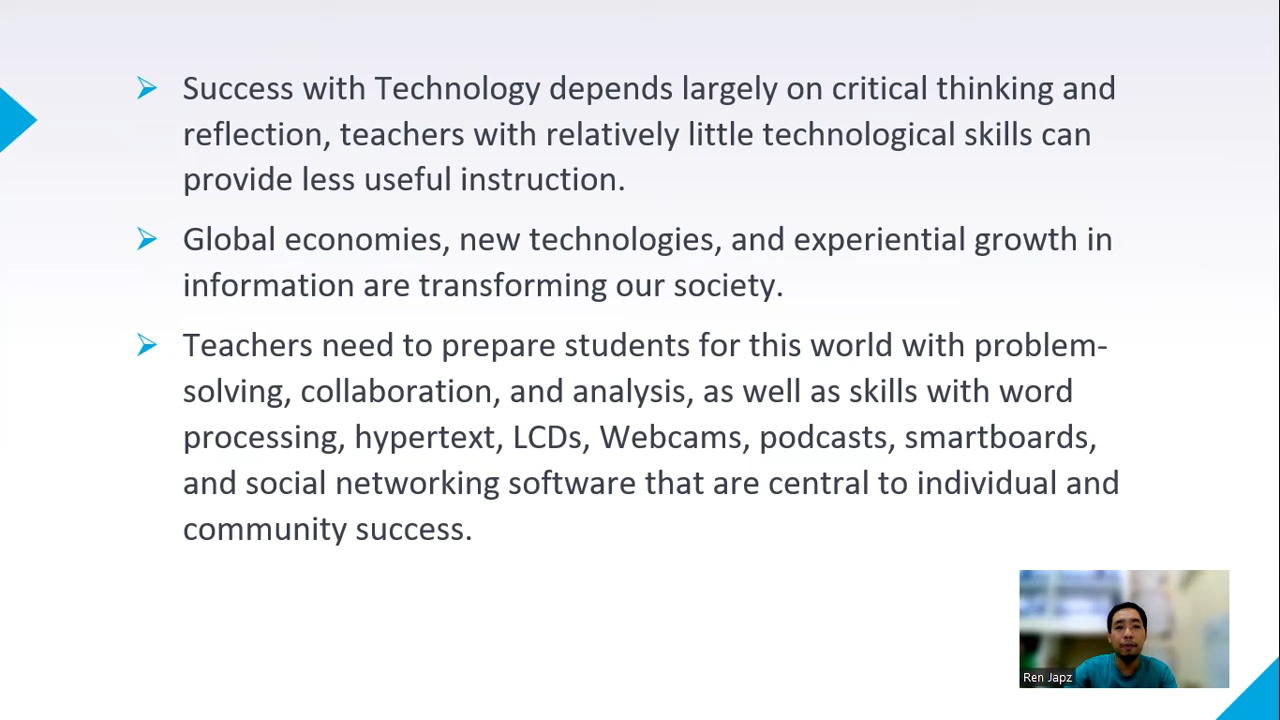 Success with Technology depends largely on critical thinking and
reflection, teachers with relatively little technological skills can
provide less useful instruction.
Global economies, new technologies, and experiential growth in
information are transforming our society.
Teachers need to prepare students for this world with problem-
solving, collaboration, and analysis, as well as skills with word
processing, hypertext, LCDs, Webcams, podcasts, smartboards,
and social networking software that are central to individual and
community success.
Ren Japz